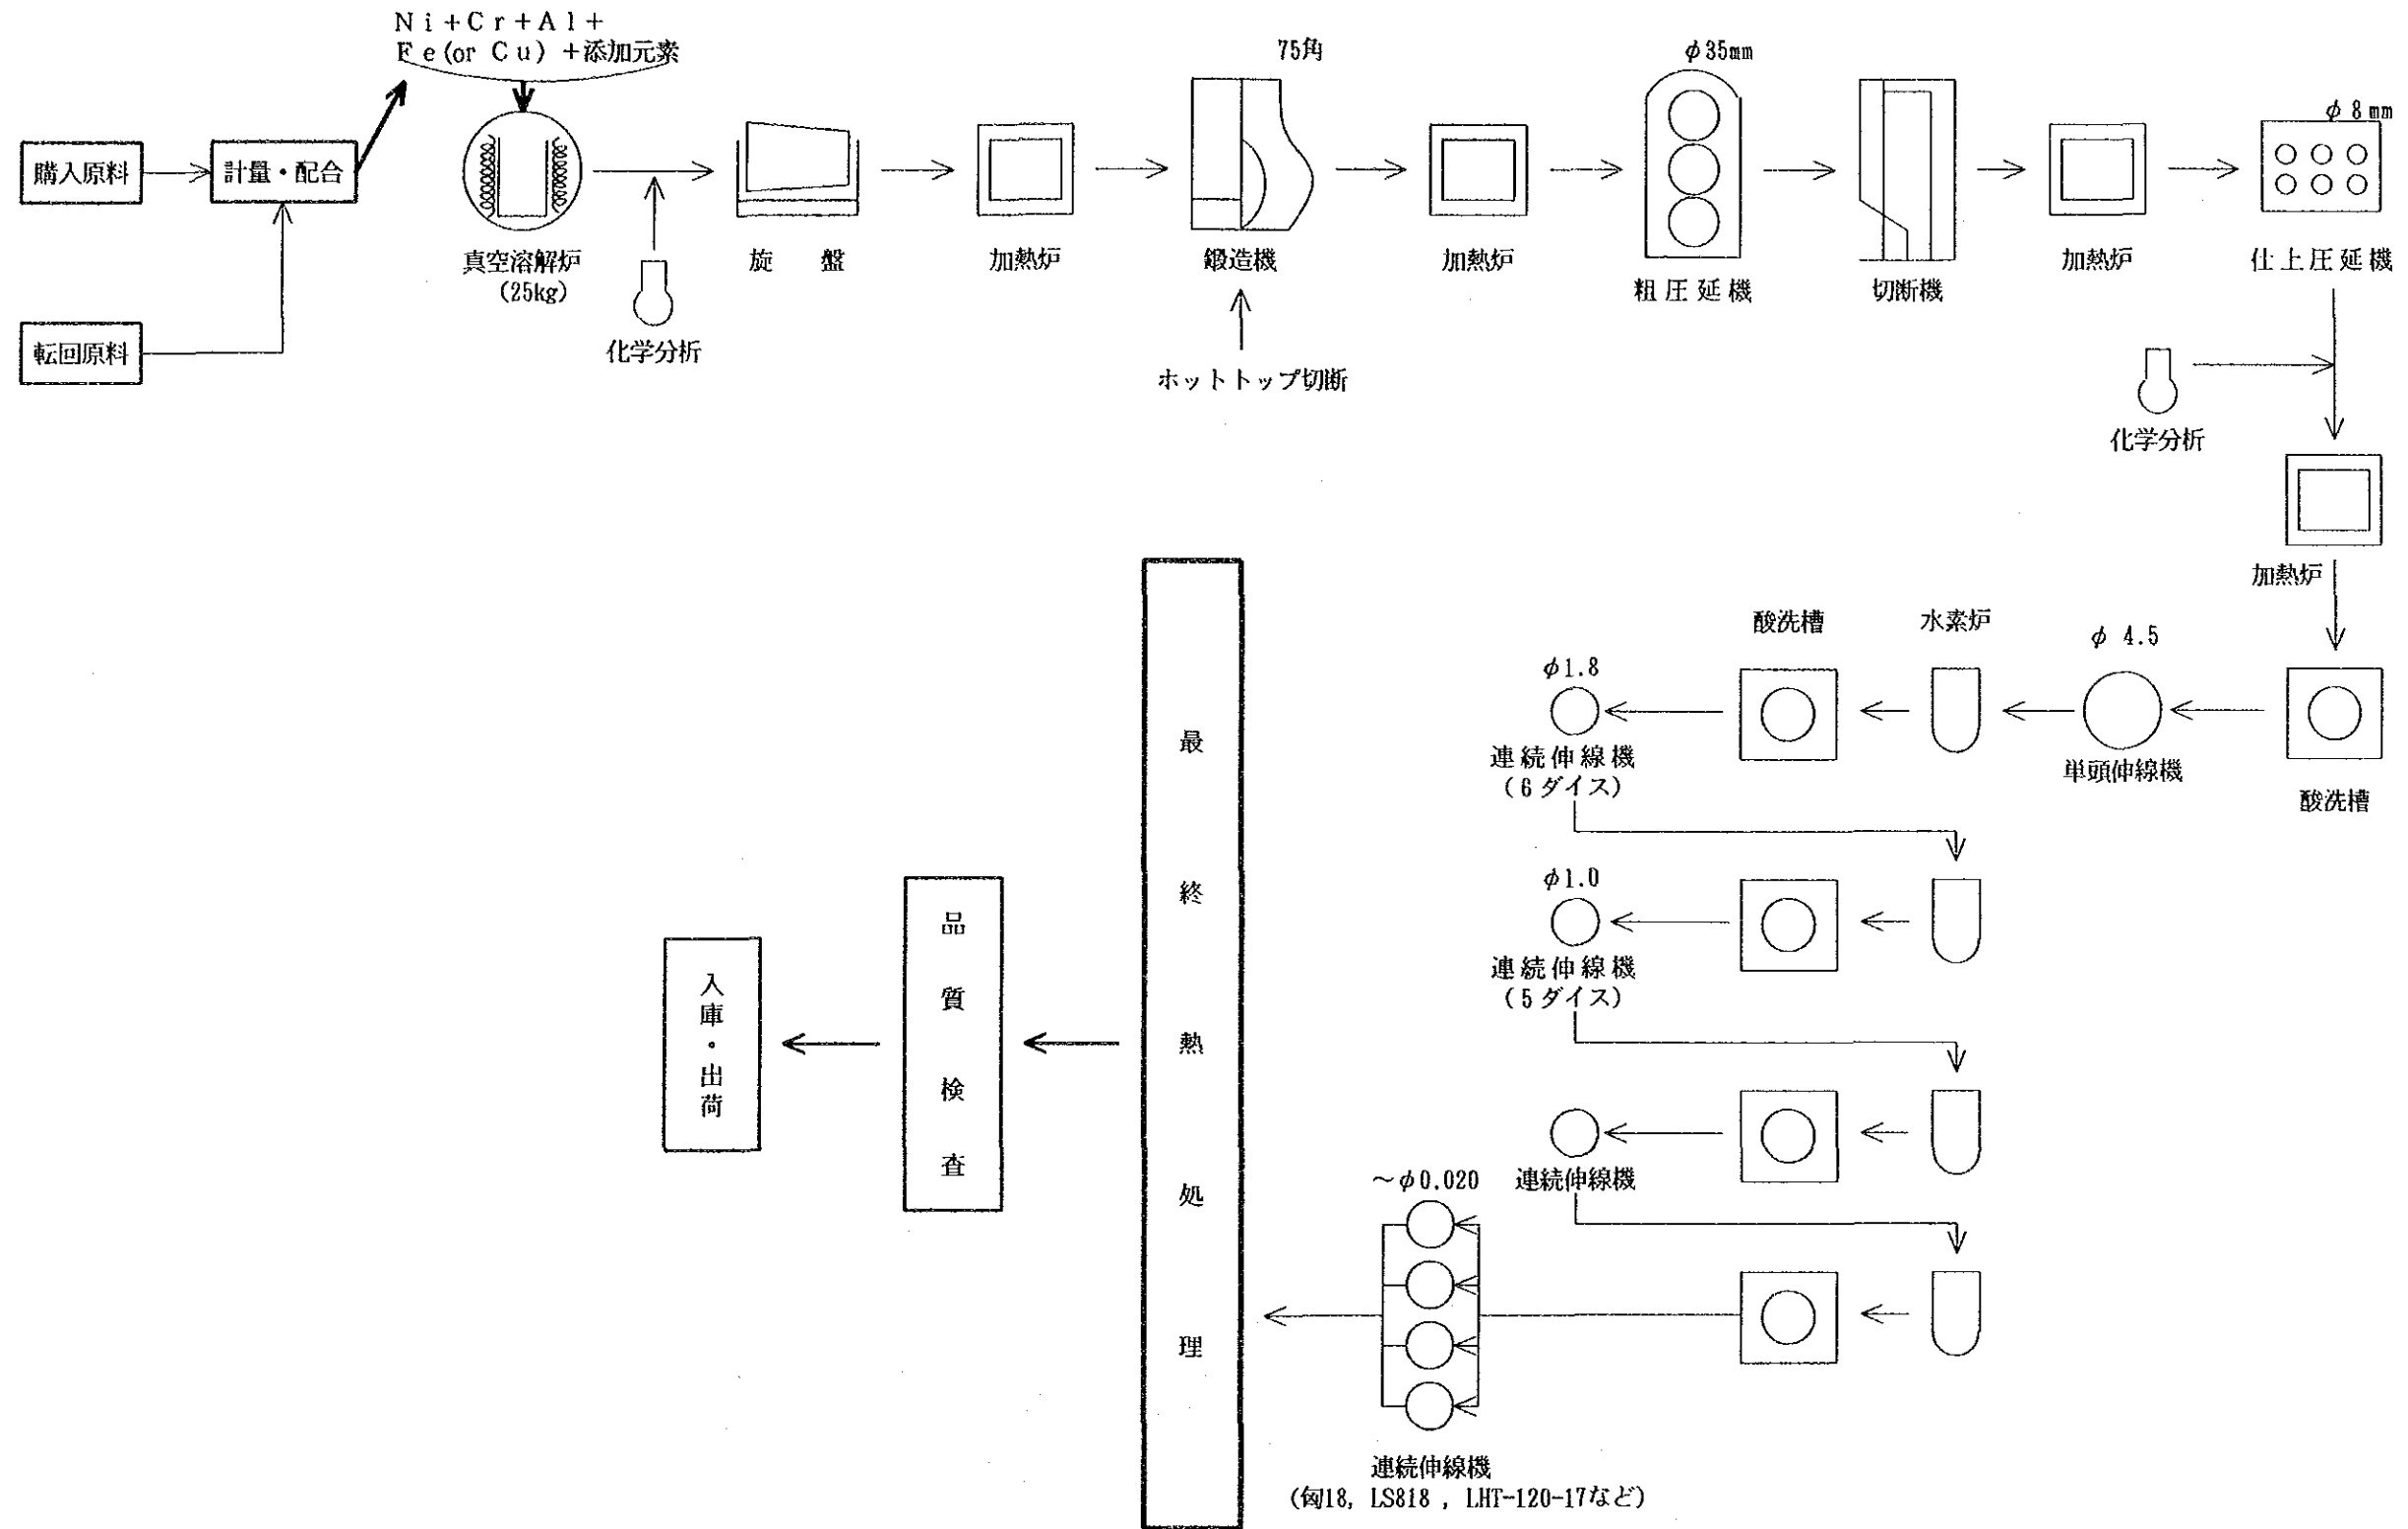 Ni+Cr+Al+
Fe(or Cu)+添加元素
購入原料
計量・配合
転回原料
真空溶解炉
(25kg)
化学分析
旋 盤
加熱炉
75角
鍛造機
ホットトップ切断
加熱炉
φ35mm
粗圧延機
切断機
加熱炉
φ8mm
仕上圧延機
化学分析
加熱炉
酸洗槽
φ 4.5
単頭伸線機
水素炉
酸洗槽
φ1.8
連続伸線機
(6ダイス)
φ1.0
連続伸線機
(5ダイス)
連続伸線機
～φ0.020
連続伸線機
18, LS818 , LHT-120-17など)
最終熱処理
品質検査
入庫・出荷